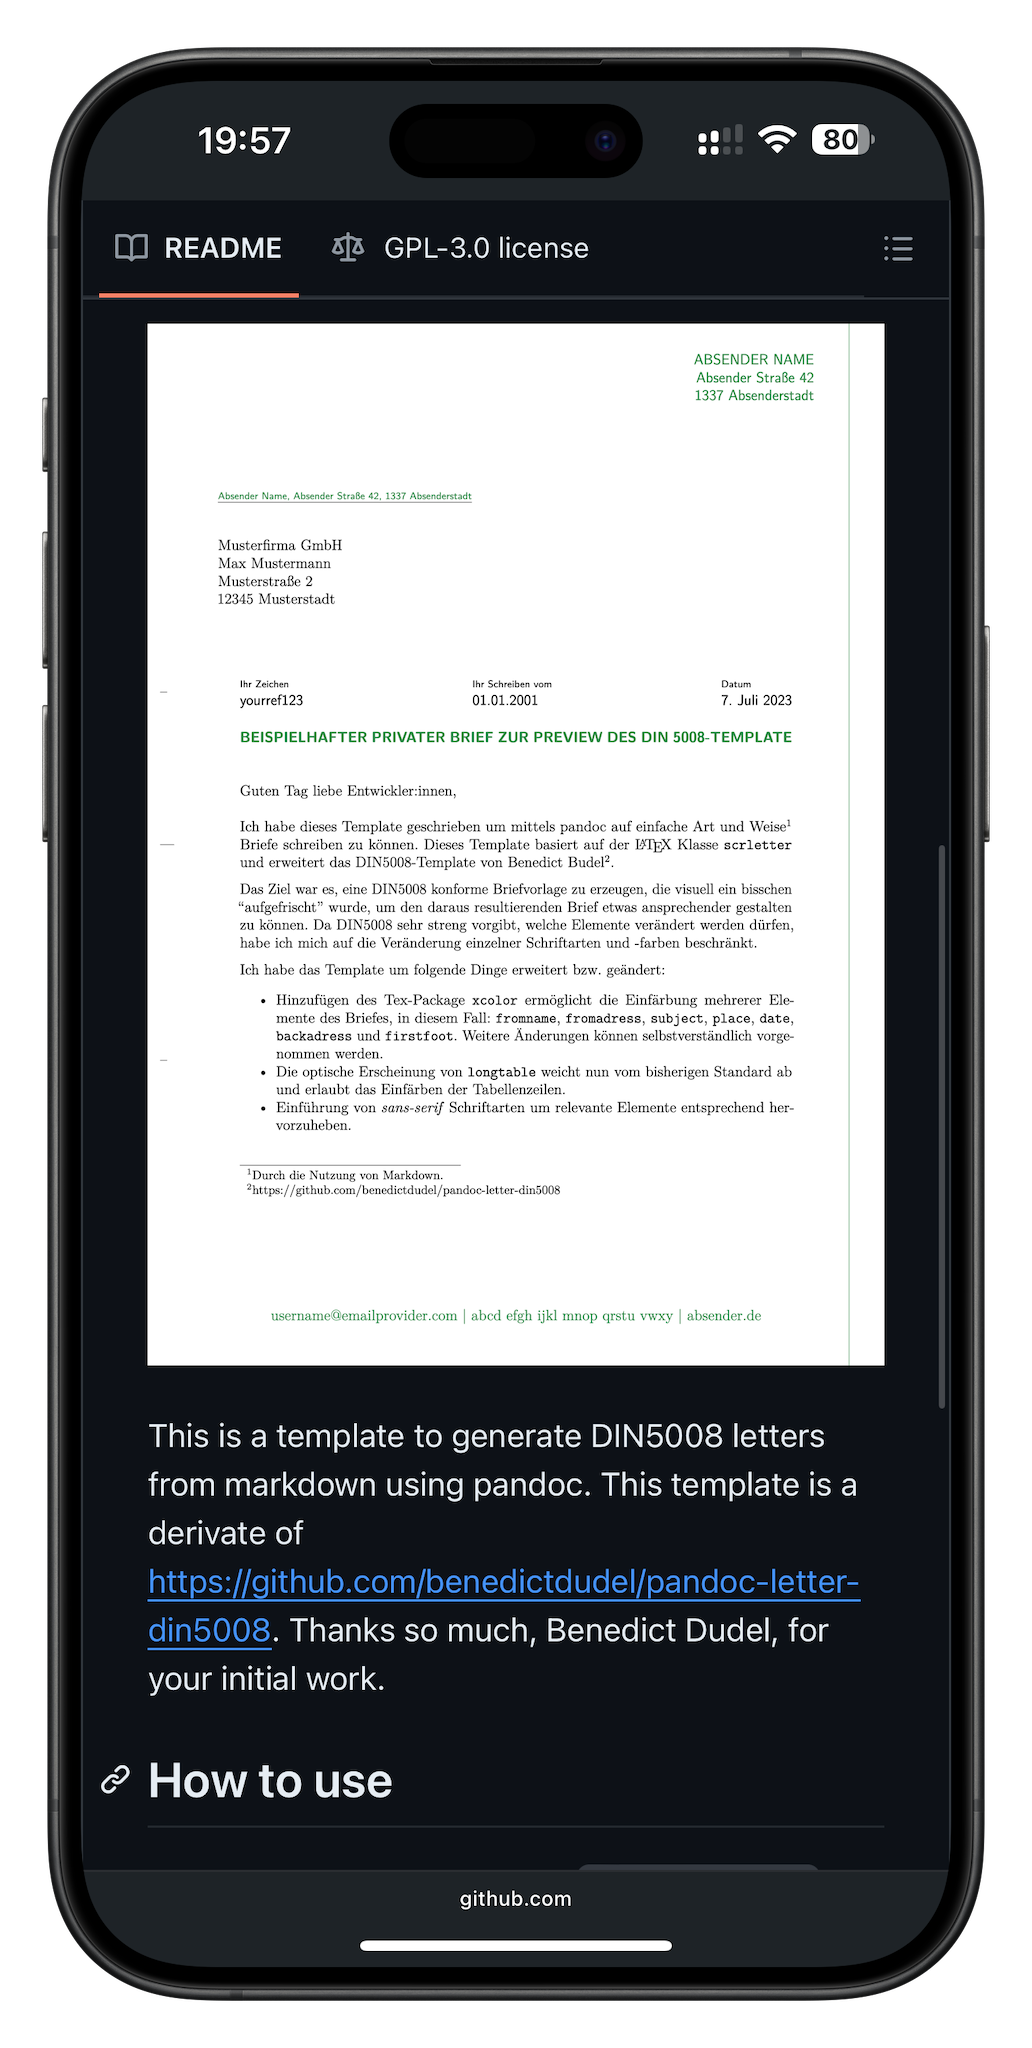 19:57
80
README
GPL-3.0 license
ABSENDER NAME
Absender Straße 42
1337 Absenderstadt
Absender Name, Absender Straße 42, 1337 Absenderstadt
Musterfirma GmbH
Max Mustermann
Musterstraße 2
12345 Musterstadt
Ihr Zeichen Ihr Schreiben vom Datum
yourref123 01.01.2001 7. Juli 2023
BEISPIELHAFTER PRIVATER BRIEF ZUR PREVIEW DES DIN 5008-TEMPLATE
Guten Tag liebe Entwickler:innen,
Ich habe dieses Template geschrieben um mittels pandoc auf einfache Art und Weise¹
Briefe schreiben zu können. Dieses Template basiert auf der LATEX Klasse scrletter
und erweitert das DIN5008-Template von Benedict Budel².
Das Ziel war es, eine DIN5008 konforme Briefvorlage zu erzeugen, die visuell ein bisschen
“aufgefrischt” wurde, um den daraus resultierenden Brief etwas ansprechender gestalten
zu können. Da DIN5008 sehr streng vorgibt, welche Elemente verändert werden dürfen,
habe ich mich auf die Veränderung einzelner Schriftarten und -farben beschränkt.
Ich habe das Template um folgende Dinge erweitert bzw. geändert:
• Hinzufügen des Tex-Package xcolor ermöglicht die Einfärbung mehrerer Ele-
mente des Briefes, in diesem Fall: fromname, fromadress, subject, place, date,
backadress und firstfoot. Weitere Änderungen können selbstverständlich vorge-
nommen werden.
• Die optische Erscheinung von longtable weicht nun vom bisherigen Standard ab
und erlaubt das Einfärben der Tabellenzeilen.
• Einführung von sans-serif Schriftarten um relevante Elemente entsprechend her-
vorzuheben.
¹Durch die Nutzung von Markdown.
²https://github.com/benedictdudel/pandoc-letter-din5008
username@emailprovider.com | abcd efgh ijkl mnop qrstu vwxy | absender.de
This is a template to generate DIN5008 letters
from markdown using pandoc. This template is a
derivate of
https://github.com/benedictdudel/pandoc-letter-
din5008. Thanks so much, Benedict Dudel, for
your initial work.
How to use
github.com